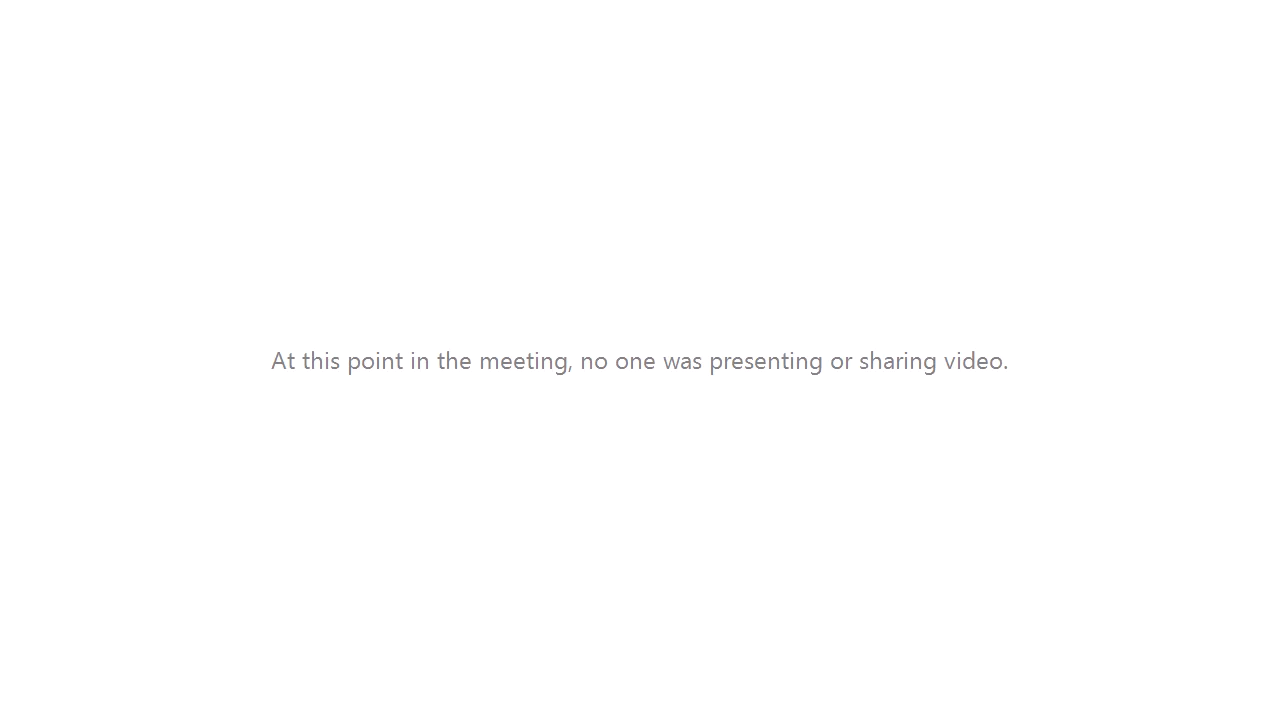 At this point in the meeting, no one was presenting or sharing video.